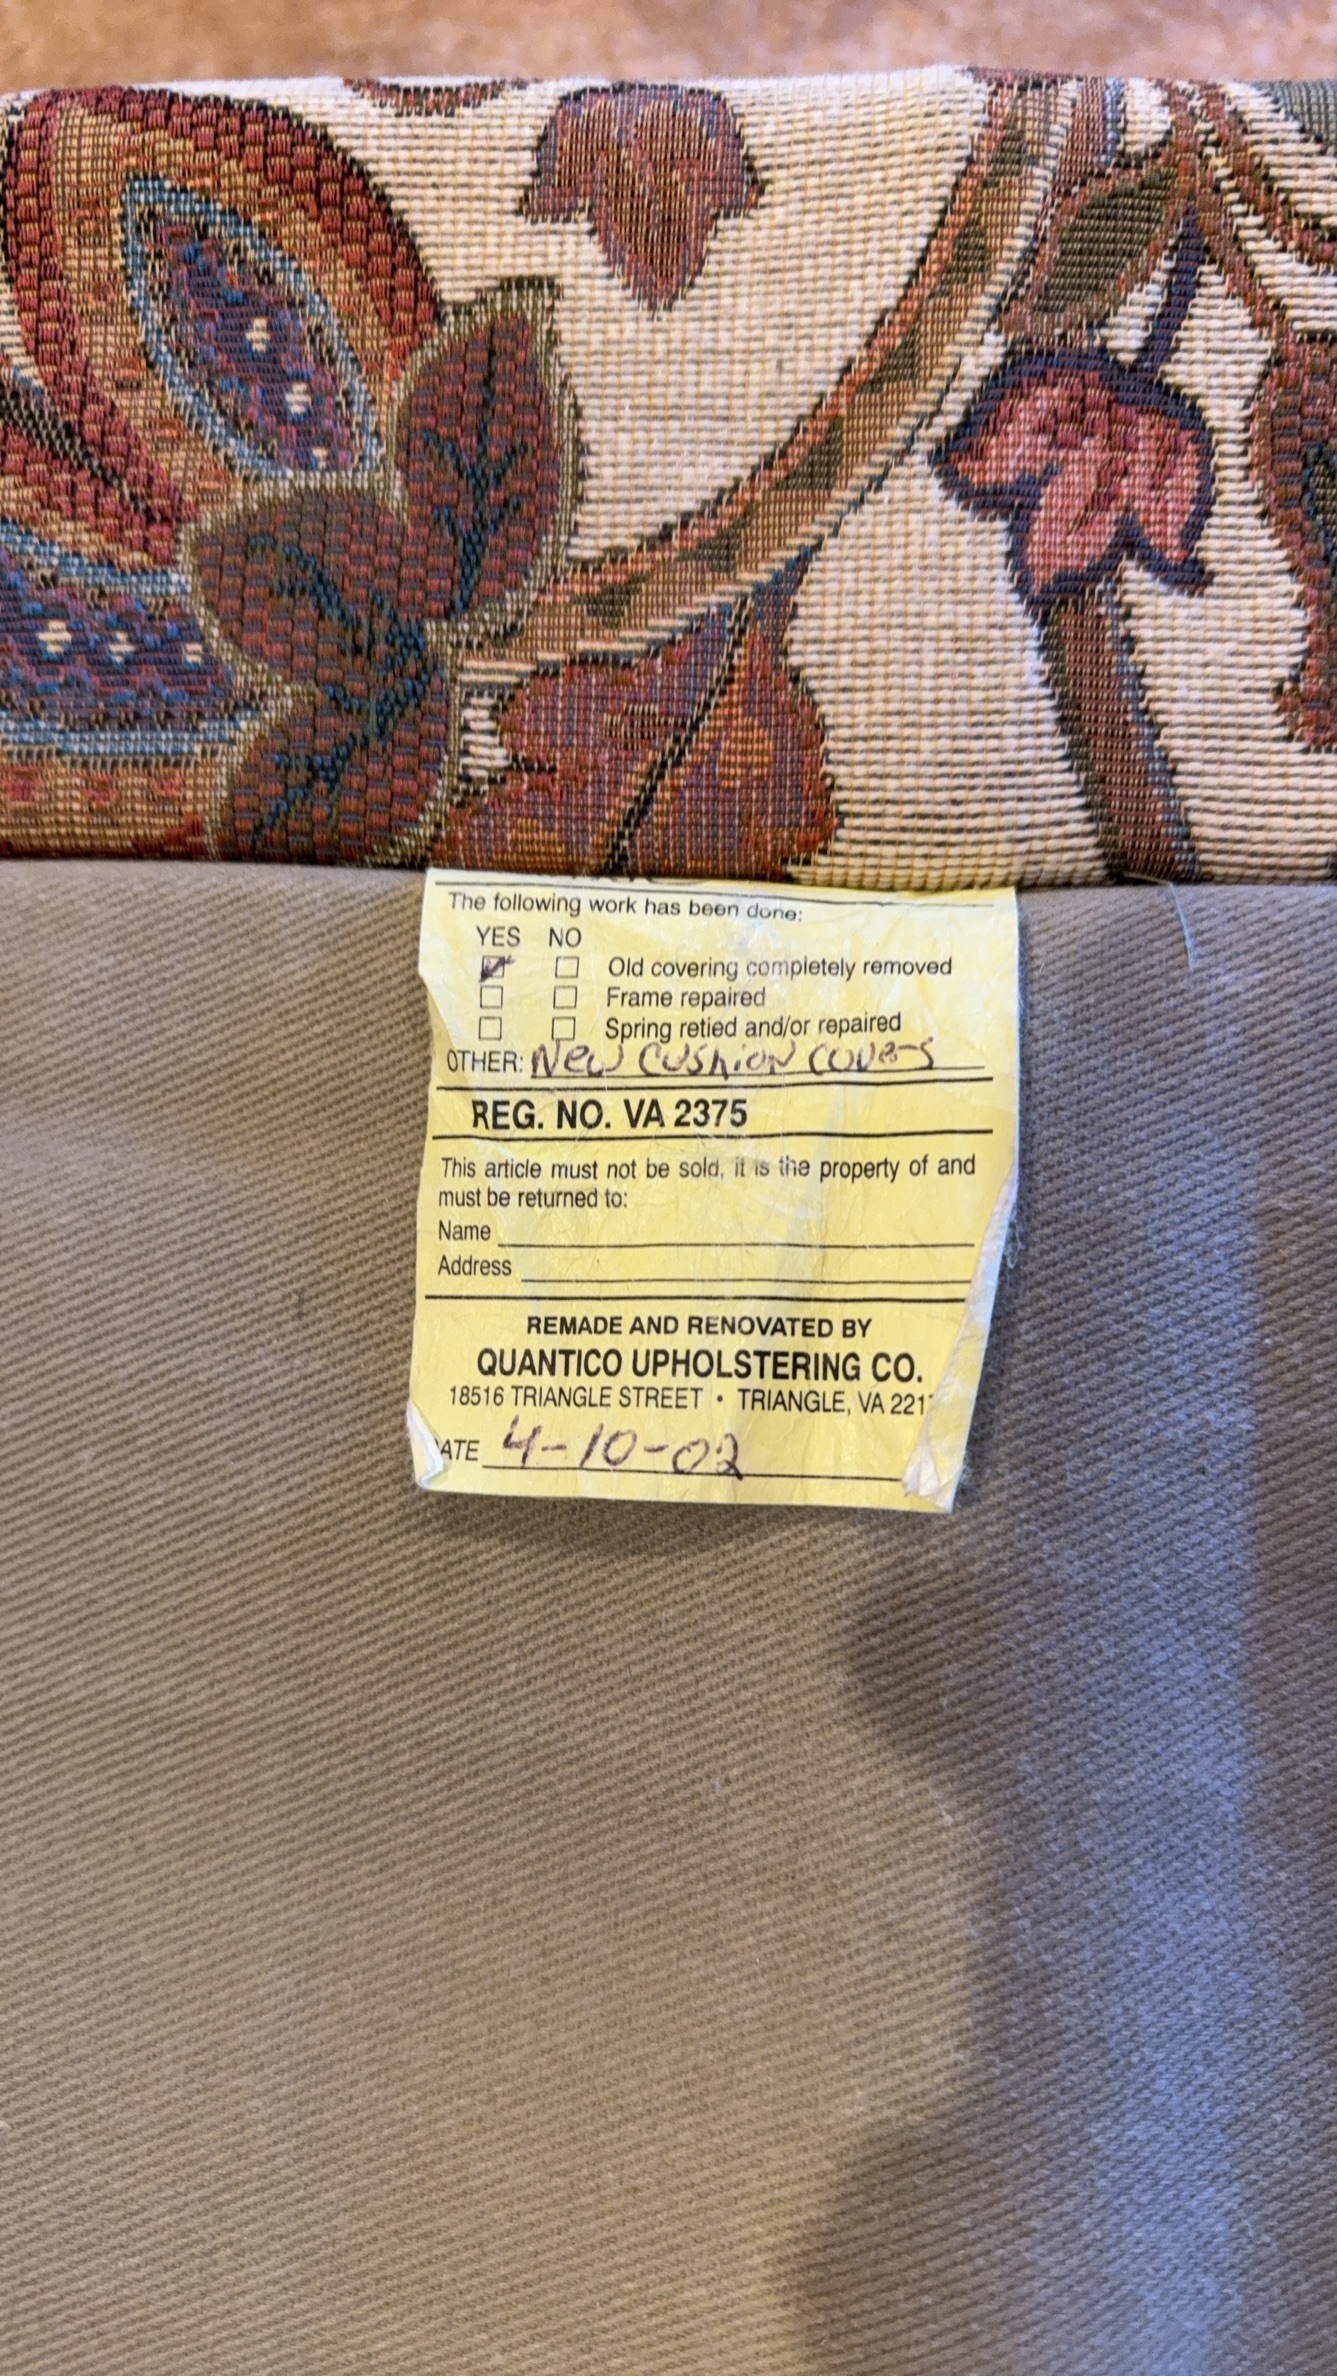 The following work has been done:
YES NO
Old covering completely removed
Frame repaired
Spring retied and/or repaired
OTHER: New Cushion Covers
REG. NO. VA 2375
This article must not be sold, it is the property of and
must be returned to:
Name
Address
REMADE AND RENOVATED BY
QUANTICO UPHOLSTERING CO.
18516 TRIANGLE STREET • TRIANGLE, VA 221
ATE 4-10-02